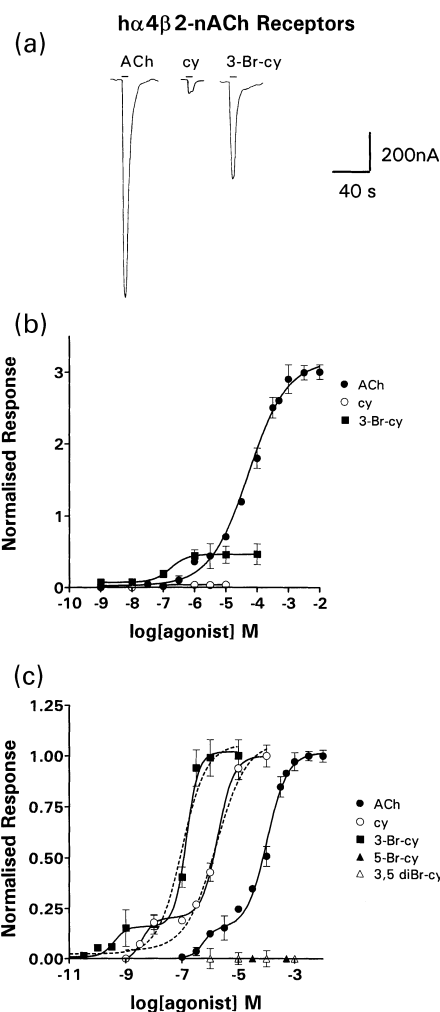 hα4β2-nACh Receptors
(a)
ACh cy 3-Br-cy
200nA
40 s
(b)
Normalised Response
3
2
1
0
-10 -9 -8 -7 -6 -5 -4 -3 -2
log[agonist] M
ACh
cy
3-Br-cy
(c)
Normalised Response
1.25
1.00
0.75
0.50
0.25
0.00
-11 -9 -7 -5 -3
log[agonist] M
ACh
cy
3-Br-cy
5-Br-cy
3,5 diBr-cy